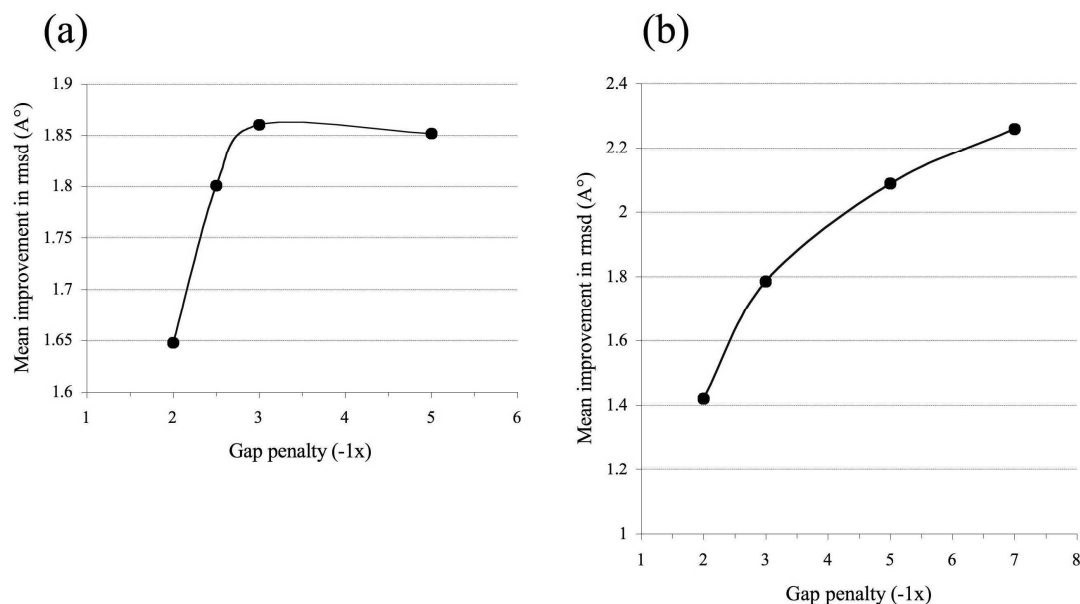 (a)
Mean improvement in rmsd (A°)
1.9
1.85
1.8
1.75
1.7
1.65
1.6
1 2 3 4 5 6
Gap penalty (-1x)
(b)
Mean improvement in rmsd (A°)
2.4
2.2
2
1.8
1.6
1.4
1.2
1
1 2 3 4 5 6 7 8
Gap penalty (-1x)